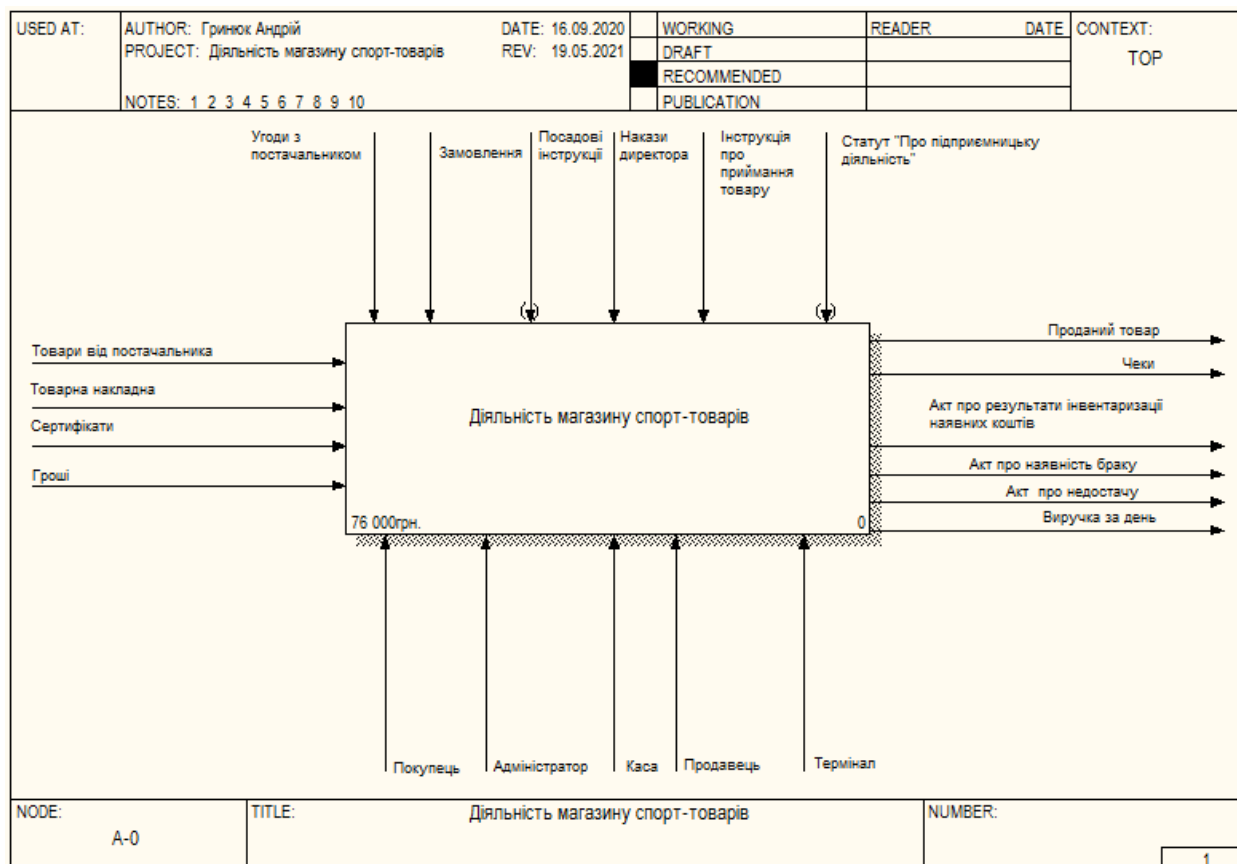 USED AT:
AUTHOR: Гринюк Андрій
DATE: 16.09.2020
PROJECT: Діяльність магазину спорт-товарів
REV: 19.05.2021
NOTES: 1 2 3 4 5 6 7 8 9 10
WORKING
DRAFT
RECOMMENDED
PUBLICATION
READER
DATE
CONTEXT:
TOP
Угоди з
постачальником
Замовлення
Посадові
інструкції
Накази
директора
Інструкція
про
приймання
товару
Статут "Про підприємницьку
діяльність"
Товари від постачальника
Товарна накладна
Сертифікати
Гроші
Діяльність магазину спорт-товарів
76 000грн.
0
Проданий товар
Чеки
Акт про результати інвентаризації
наявних коштів
Акт про наявність браку
Акт про недостачу
Виручка за день
Покупець
Адміністратор
Каса
Продавець
Термінал
NODE:
A-0
TITLE:
Діяльність магазину спорт-товарів
NUMBER:
1